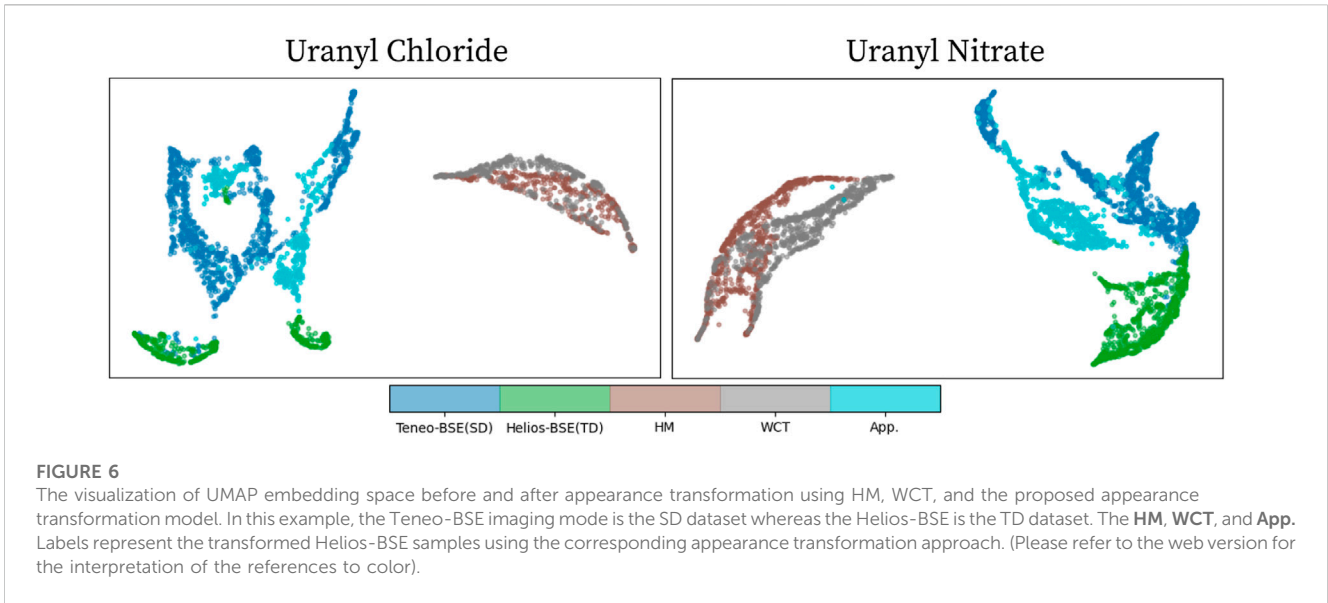 Uranyl Chloride
Uranyl Nitrate
Teneo-BSE(SD) Helios-BSE(TD) HM WCT App.
FIGURE 6
The visualization of UMAP embedding space before and after appearance transformation using HM, WCT, and the proposed appearance
transformation model. In this example, the Teneo-BSE imaging mode is the SD dataset whereas the Helios-BSE is the TD dataset. The HM, WCT, and App.
Labels represent the transformed Helios-BSE samples using the corresponding appearance transformation approach. (Please refer to the web version for
the interpretation of the references to color).